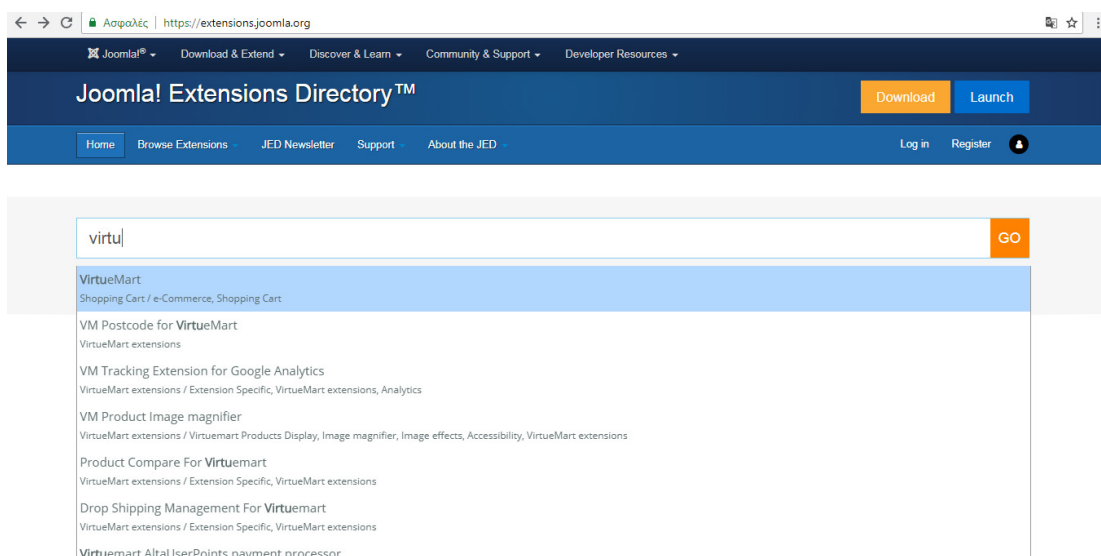 Ασφαλές | https://extensions.joomla.org
Joomla!® Download & Extend Discover & Learn Community & Support Developer Resources
Joomla! Extensions Directory™
Download Launch
Home Browse Extensions JED Newsletter Support About the JED Log in Register
virtu
GO
VirtueMart
Shopping Cart / e-Commerce, Shopping Cart
VM Postcode for VirtueMart
VirtueMart extensions
VM Tracking Extension for Google Analytics
VirtueMart extensions / Extension Specific, VirtueMart extensions, Analytics
VM Product Image magnifier
VirtueMart extensions / Virtuemart Products Display, Image magnifier, Image effects, Accessibility, VirtueMart extensions
Product Compare For Virtuemart
VirtueMart extensions / Extension Specific, VirtueMart extensions
Drop Shipping Management For Virtuemart
VirtueMart extensions / Extension Specific, VirtueMart extensions
Virtuemart AltaUserPoints payment processor